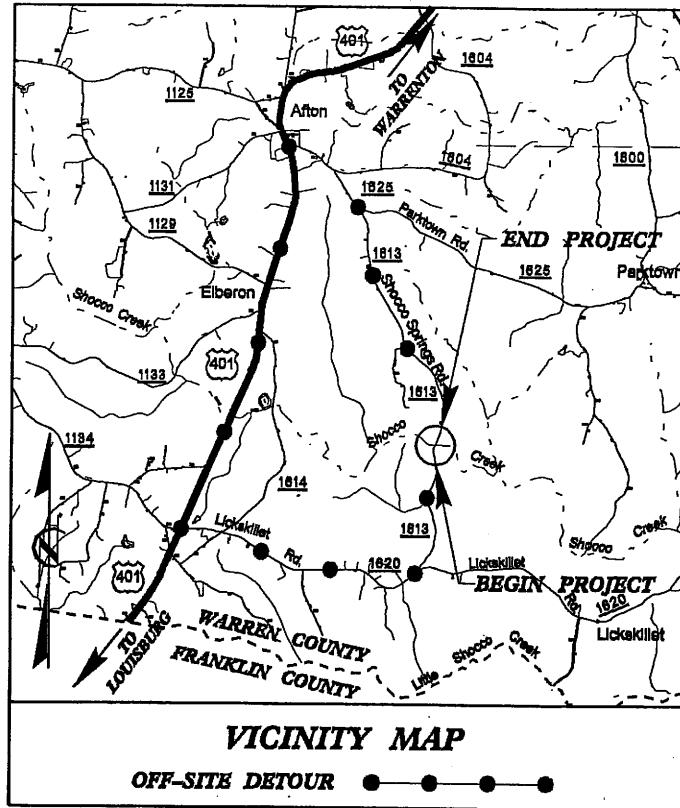 401
TO
WARRENTON
1604
1125
Afton
1604
1600
1131
1625
1129
Parktown Rd.
1613
END PROJECT
1625
Parktown
Elberon
Shocco Creek
Shocco Springs Rd.
401
1133
1613
1134
Shocco Creek
1614
Lickskillet Rd.
1613
Shocco Creek
401
1620
Lickskillet Rd.
BEGIN PROJECT
1620
Lickskillet
TO
LOUISBURG
WARREN COUNTY
FRANKLIN COUNTY
Little Shocco Creek
VICINITY MAP
OFF-SITE DETOUR